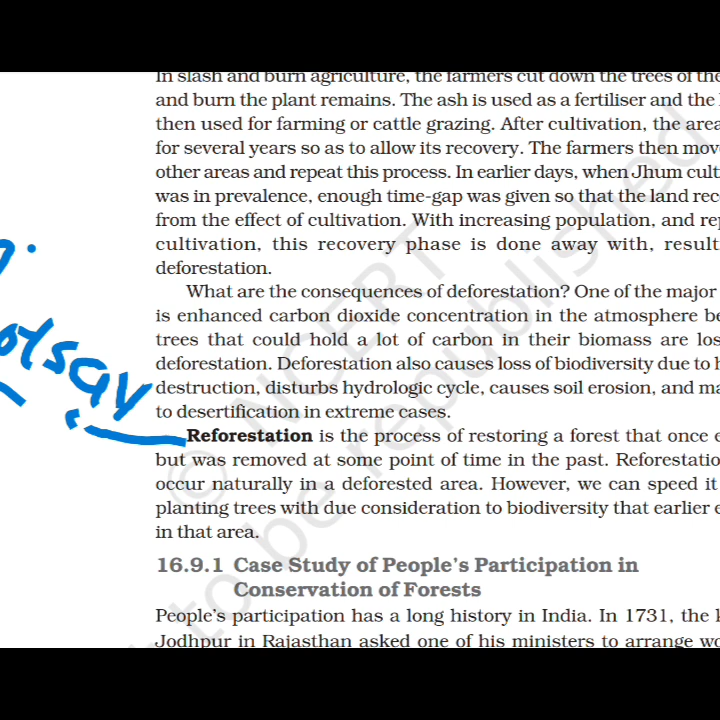 In slash and burn agriculture, the farmers cut down the trees of the
and burn the plant remains. The ash is used as a fertiliser and the
then used for farming or cattle grazing. After cultivation, the area
for several years so as to allow its recovery. The farmers then move
other areas and repeat this process. In earlier days, when Jhum cult
was in prevalence, enough time-gap was given so that the land rec
from the effect of cultivation. With increasing population, and rep
cultivation, this recovery phase is done away with, result
deforestation.
What are the consequences of deforestation? One of the major
is enhanced carbon dioxide concentration in the atmosphere be
trees that could hold a lot of carbon in their biomass are los
deforestation. Deforestation also causes loss of biodiversity due to h
destruction, disturbs hydrologic cycle, causes soil erosion, and ma
to desertification in extreme cases.
otsav
Reforestation is the process of restoring a forest that once e
but was removed at some point of time in the past. Reforestatio
occur naturally in a deforested area. However, we can speed it
planting trees with due consideration to biodiversity that earlier e
in that area.
16.9.1 Case Study of People's Participation in
Conservation of Forests
People's participation has a long history in India. In 1731, the k
Jodhpur in Rajasthan asked one of his ministers to arrange wo
© NCERT
to be republished